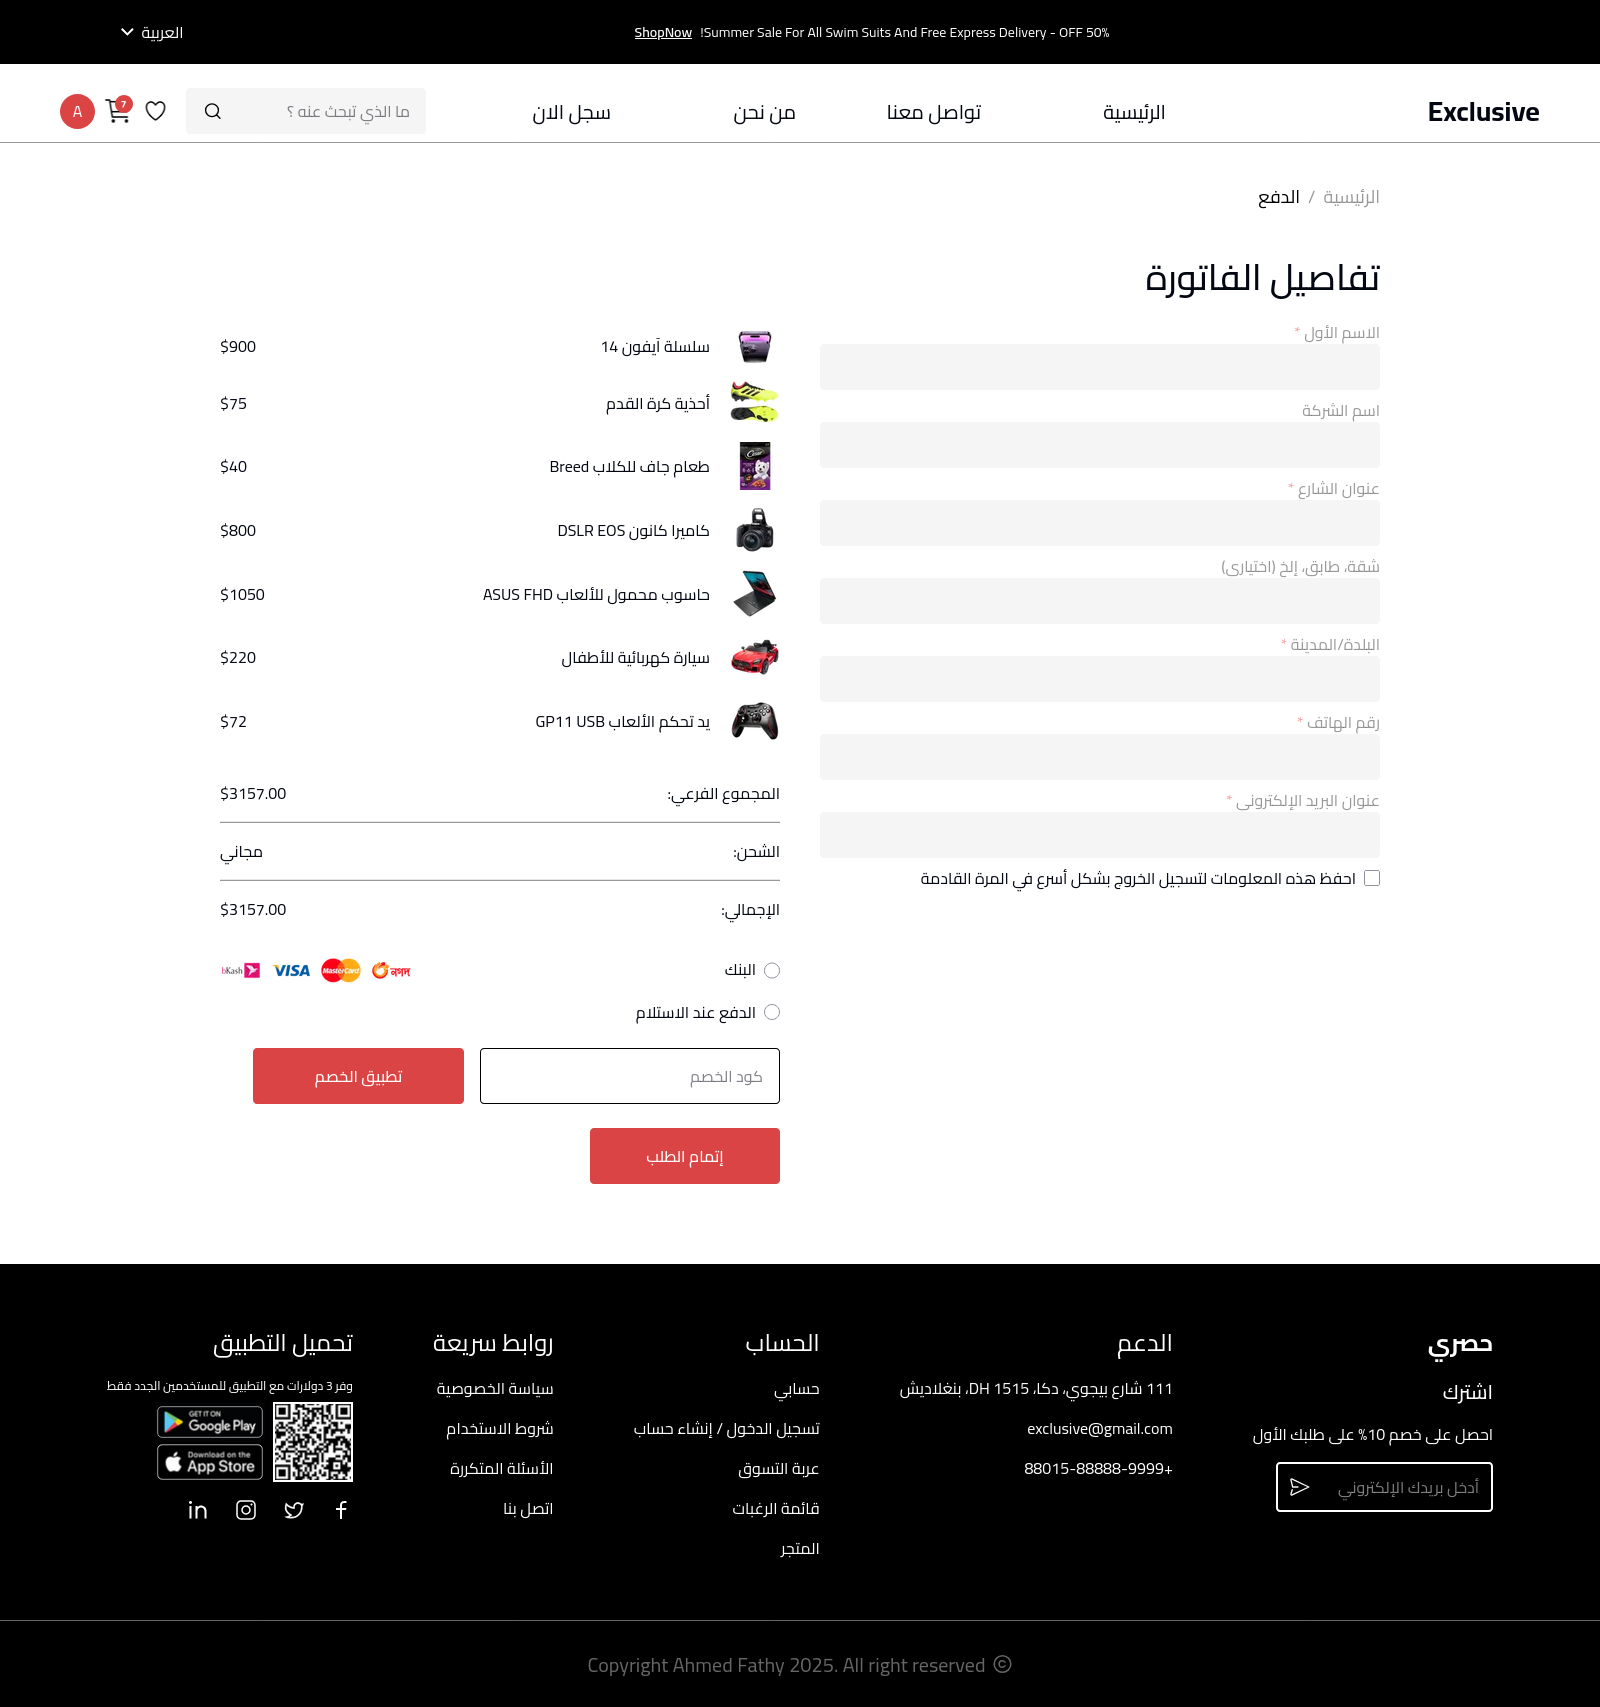 Summer Sale For All Swim Suits And Free Express Delivery - OFF 50%! ShopNow
العربية
Exclusive
الرئيسية
تواصل معنا
من نحن
سجل الان
ما الذي تبحث عنه ؟
7
A
الرئيسية / الدفع
تفاصيل الفاتورة
الاسم الأول *
اسم الشركة
عنوان الشارع *
شقة، طابق، إلخ (اختياري)
البلدة/المدينة *
رقم الهاتف *
عنوان البريد الإلكتروني *
احفظ هذه المعلومات لتسجيل الخروج بشكل أسرع في المرة القادمة
سلسلة آيفون 14 $900
أحذية كرة القدم $75
طعام جاف للكلاب Breed $40
كاميرا كانون DSLR EOS $800
حاسوب محمول للألعاب ASUS FHD $1050
سيارة كهربائية للأطفال $220
يد تحكم الألعاب GP11 USB $72
المجموع الفرعي: $3157.00
الشحن: مجاني
الإجمالي: $3157.00
البنك
নগদ
MasterCard
VISA
bKash
الدفع عند الاستلام
كود الخصم
تطبيق الخصم
إتمام الطلب
حصري
اشترك
احصل على خصم 10% على طلبك الأول
أدخل بريدك الإلكتروني
الدعم
111 شارع بيجوي، دكا، DH 1515، بنغلاديش
exclusive@gmail.com
+88015-88888-9999
الحساب
حسابي
تسجيل الدخول / إنشاء حساب
عربة التسوق
قائمة الرغبات
المتجر
روابط سريعة
سياسة الخصوصية
شروط الاستخدام
الأسئلة المتكررة
اتصل بنا
تحميل التطبيق
وفر 3 دولارات مع التطبيق للمستخدمين الجدد فقط
GET IT ON
Google Play
Download on the
App Store
© Copyright Ahmed Fathy 2025. All right reserved